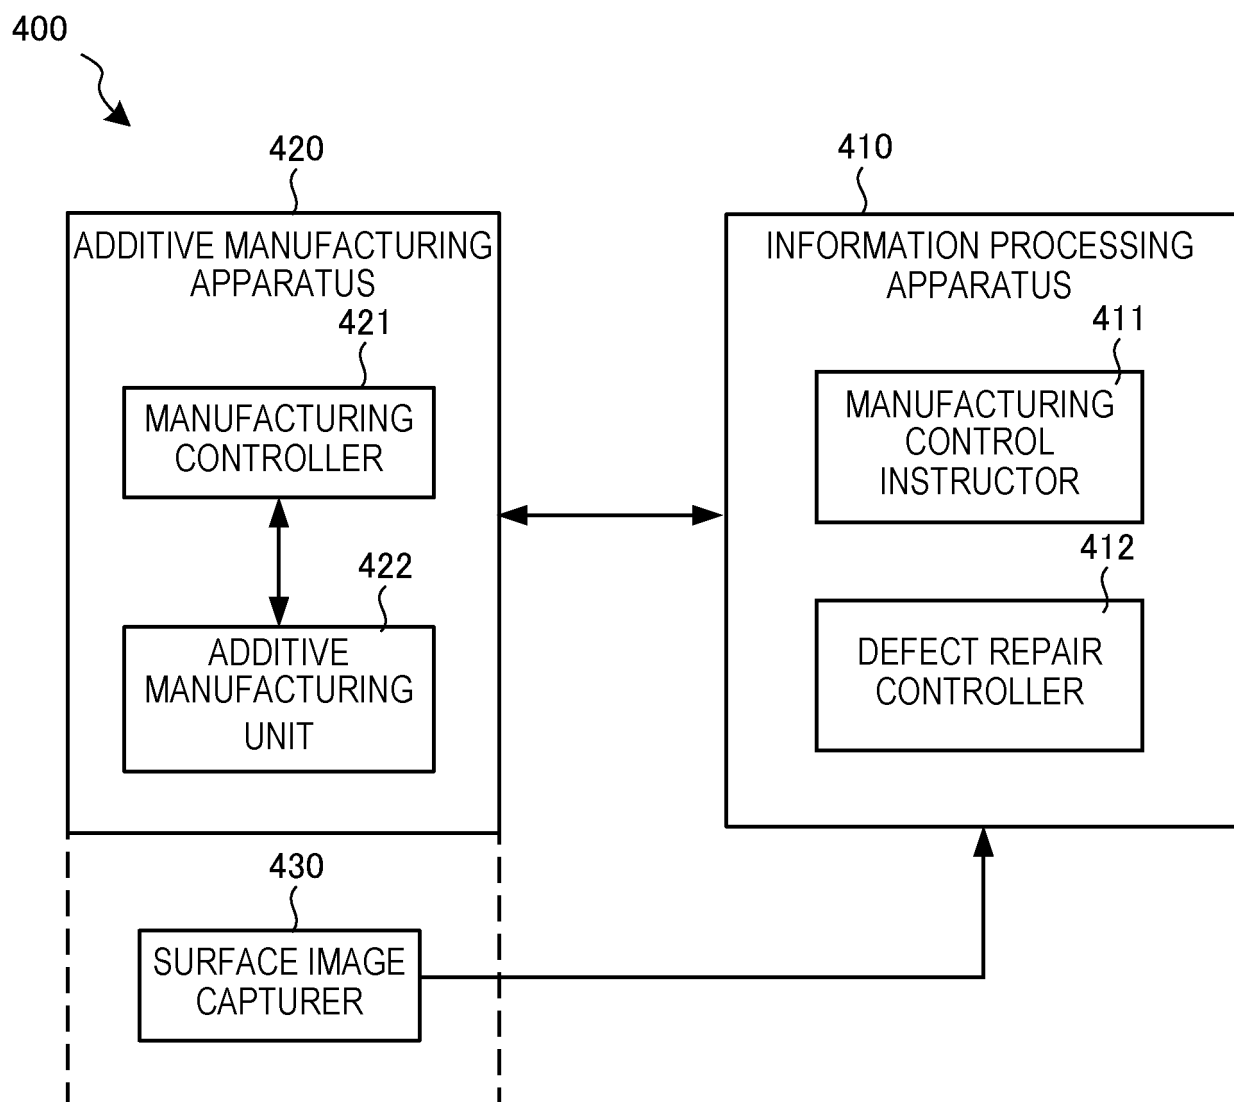 400
420
ADDITIVE MANUFACTURING
APPARATUS
421
MANUFACTURING
CONTROLLER
422
ADDITIVE
MANUFACTURING
UNIT
430
SURFACE IMAGE
CAPTURER
410
INFORMATION PROCESSING
APPARATUS
411
MANUFACTURING
CONTROL
INSTRUCTOR
412
DEFECT REPAIR
CONTROLLER